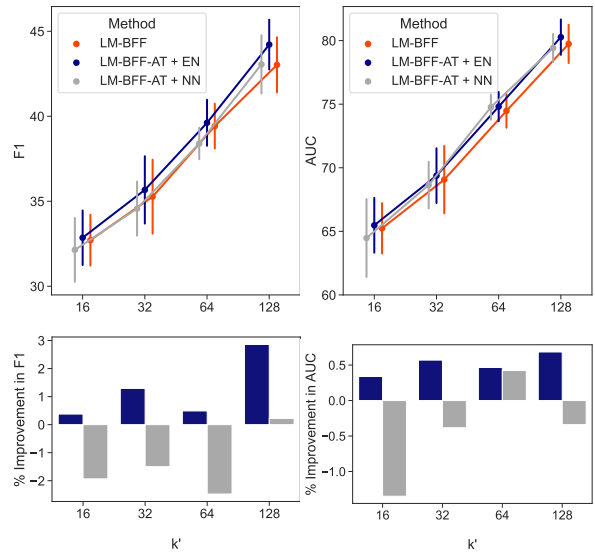 Method
LM-BFF
LM-BFF-AT + EN
LM-BFF-AT + NN
F1
45
40
35
30
16
32
64
128
Method
LM-BFF
LM-BFF-AT + EN
LM-BFF-AT + NN
AUC
80
75
70
65
60
16
32
64
128
% Improvement in F1
3
2
1
0
−1
−2
16
32
64
128
k'
% Improvement in AUC
0.5
0.0
−0.5
−1.0
16
32
64
128
k'